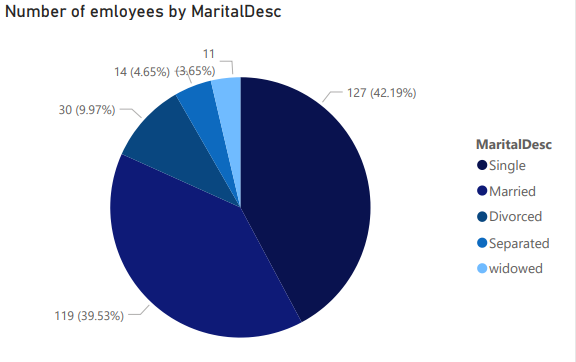 Number of emloyees by MaritalDesc
11
(3.65%)
14 (4.65%)
30 (9.97%)
127 (42.19%)
119 (39.53%)
MaritalDesc
Single
Married
Divorced
Separated
widowed